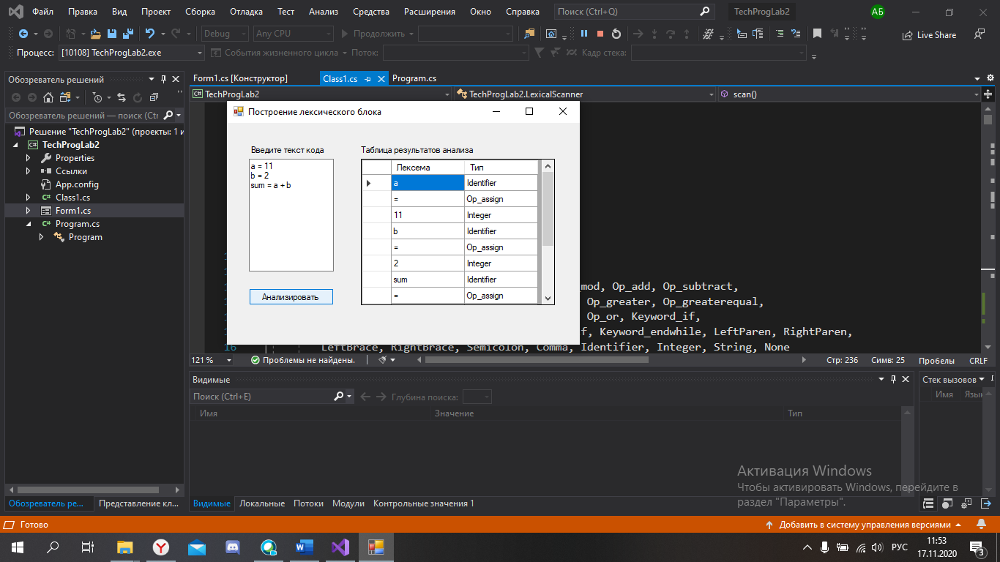 Файл Правка Вид Проект Сборка Отладка Тест Анализ Средства Расширения Окно Справка Поиск (Ctrl+Q) TechProgLab2 АБ
Debug Any CPU Продолжить Live Share
Процесс: [10108] TechProgLab2.exe События жизненного цикла Поток: Кадр стека:
Обозреватель решений
Обозреватель решений — поиск (Ctr
Решение "TechProgLab2" (проекты: 1 и
TechProgLab2
Properties
Ссылки
App.config
Class1.cs
Form1.cs
Program.cs
Program
Обозреватель ре... Представление кл...
Form1.cs [Конструктор] Class1.cs Program.cs
TechProgLab2 TechProgLab2.LexicalScanner scan()
Построение лексического блока
Введите текст кода
a = 11
b = 2
sum = a + b
Анализировать
Таблица результатов анализа
Лексема Тип
a Identifier
= Op_assign
11 Integer
b Identifier
= Op_assign
2 Integer
sum Identifier
= Op_assign
mod, Op_add, Op_subtract,
Op_greater, Op_greaterequal,
Op_or, Keyword_if,
f, Keyword_endwhile, LeftParen, RightParen,
16 LeftBrace, RightBrace, Semicolon, Comma, Identifier, Integer, String, None
121 % Проблемы не найдены. Стр: 236 Симв: 25 Пробелы CRLF
Видимые
Поиск (Ctrl+E) Глубина поиска:
Имя Значение Тип
Видимые Локальные Потоки Модули Контрольные значения 1
Стек вызовов
Имя Язык
Активация Windows
Чтобы активировать Windows, перейдите в
раздел "Параметры".
Готово Добавить в систему управления версиями
РУС 11:53
17.11.2020 3